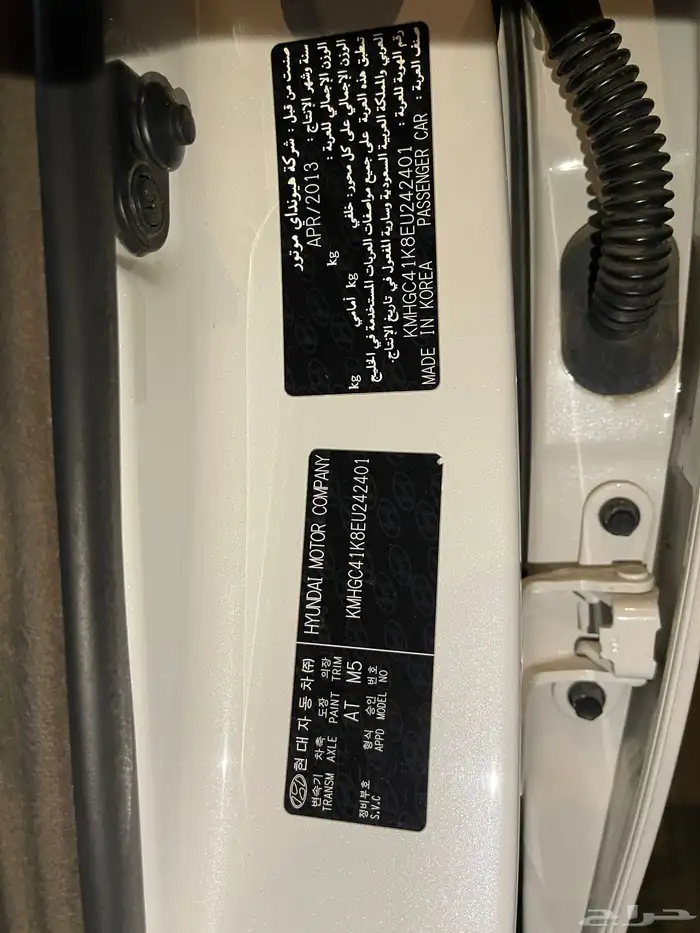 صنعت من قبل : شركة هيونداي موتور
سنة وشهر الإنتاج : APR/2013
الوزن الإجمالي للعربة : kg
الوزن الإجمالي على كل محور : خلفي kg أمامي kg
تطابق هذه العربة على جميع مواصفات العربات المستخدمة في الخليج
العربي والمملكة العربية السعودية وسارية المفعول في تاريخ الإنتاج.
رقم الهوية للعربة : KMHGC41K8EU242401
صنف العربة : MADE IN KOREA PASSENGER CAR
현대자동차(주) HYUNDAI MOTOR COMPANY
변속기 차축 도장 의장
TRANSM AXLE PAINT TRIM
AT M5 KMHGC41K8EU242401
형식 승인 번호
APPD MODEL NO
정비부호
S.V.C
حراج